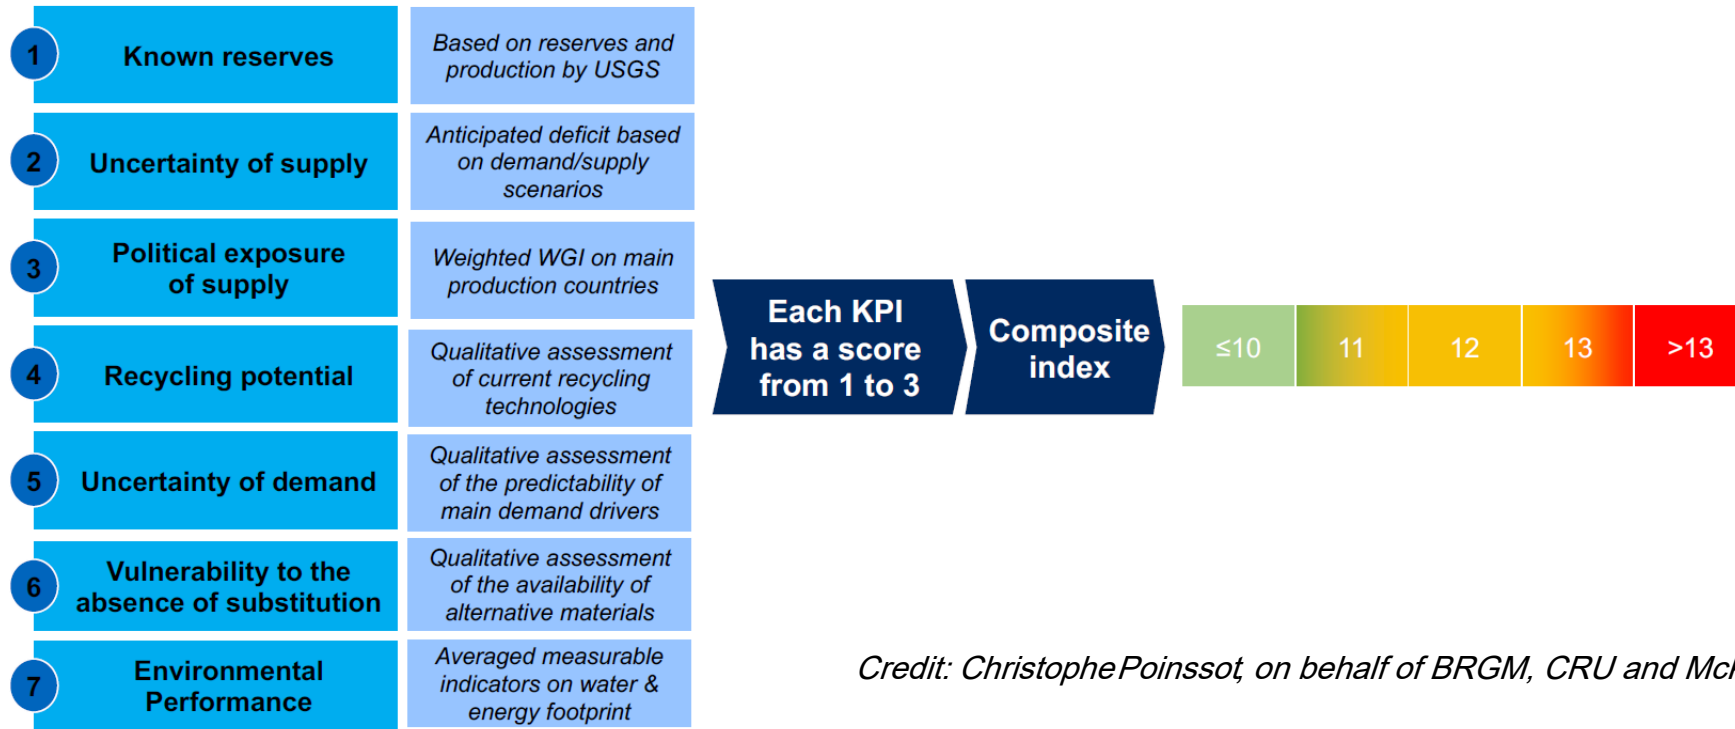 1
Known reserves
Based on reserves and
production by USGS
2
Uncertainty of supply
Anticipated deficit based
on demand/supply
scenarios
3
Political exposure
of supply
Weighted WGI on main
production countries
4
Recycling potential
Qualitative assessment
of current recycling
technologies
5
Uncertainty of demand
Qualitative assessment
of the predictability of
main demand drivers
6
Vulnerability to the
absence of substitution
Qualitative assessment
of the availability of
alternative materials
7
Environmental
Performance
Averaged measurable
indicators on water &
energy footprint
Each KPI
has a score
from 1 to 3
Composite
index
≤10
11
12
13
>13
Credit: Christophe Poinssot, on behalf of BRGM, CRU and